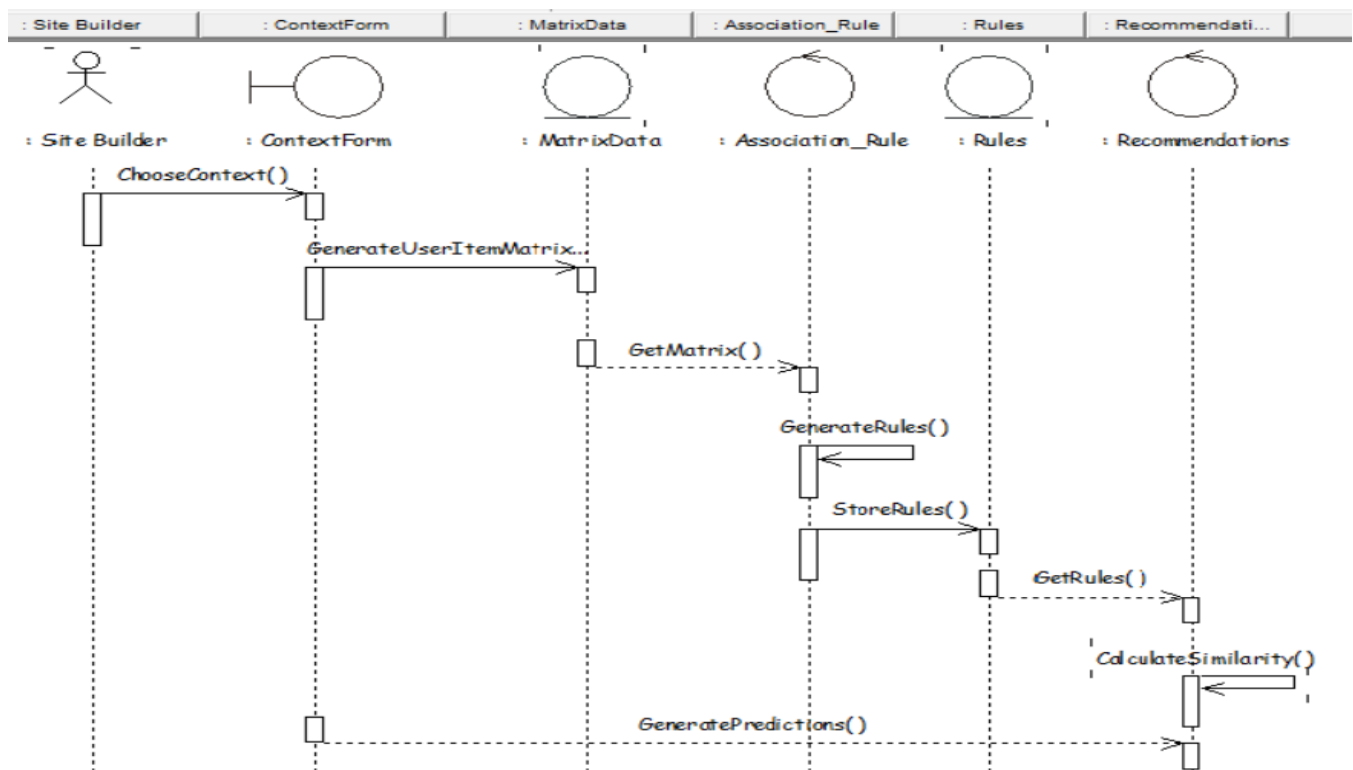 : Site Builder
: ContextForm
: MatrixData
: Association_Rule
: Rules
: Recommendati...
: Site Builder
: ContextForm
: MatrixData
: Association_Rule
: Rules
: Recommendations
ChooseContext()
GenerateUserItemMatrix...
GetMatrix()
GenerateRules()
StoreRules()
GetRules()
CalculateSimilarity()
GeneratePredictions()